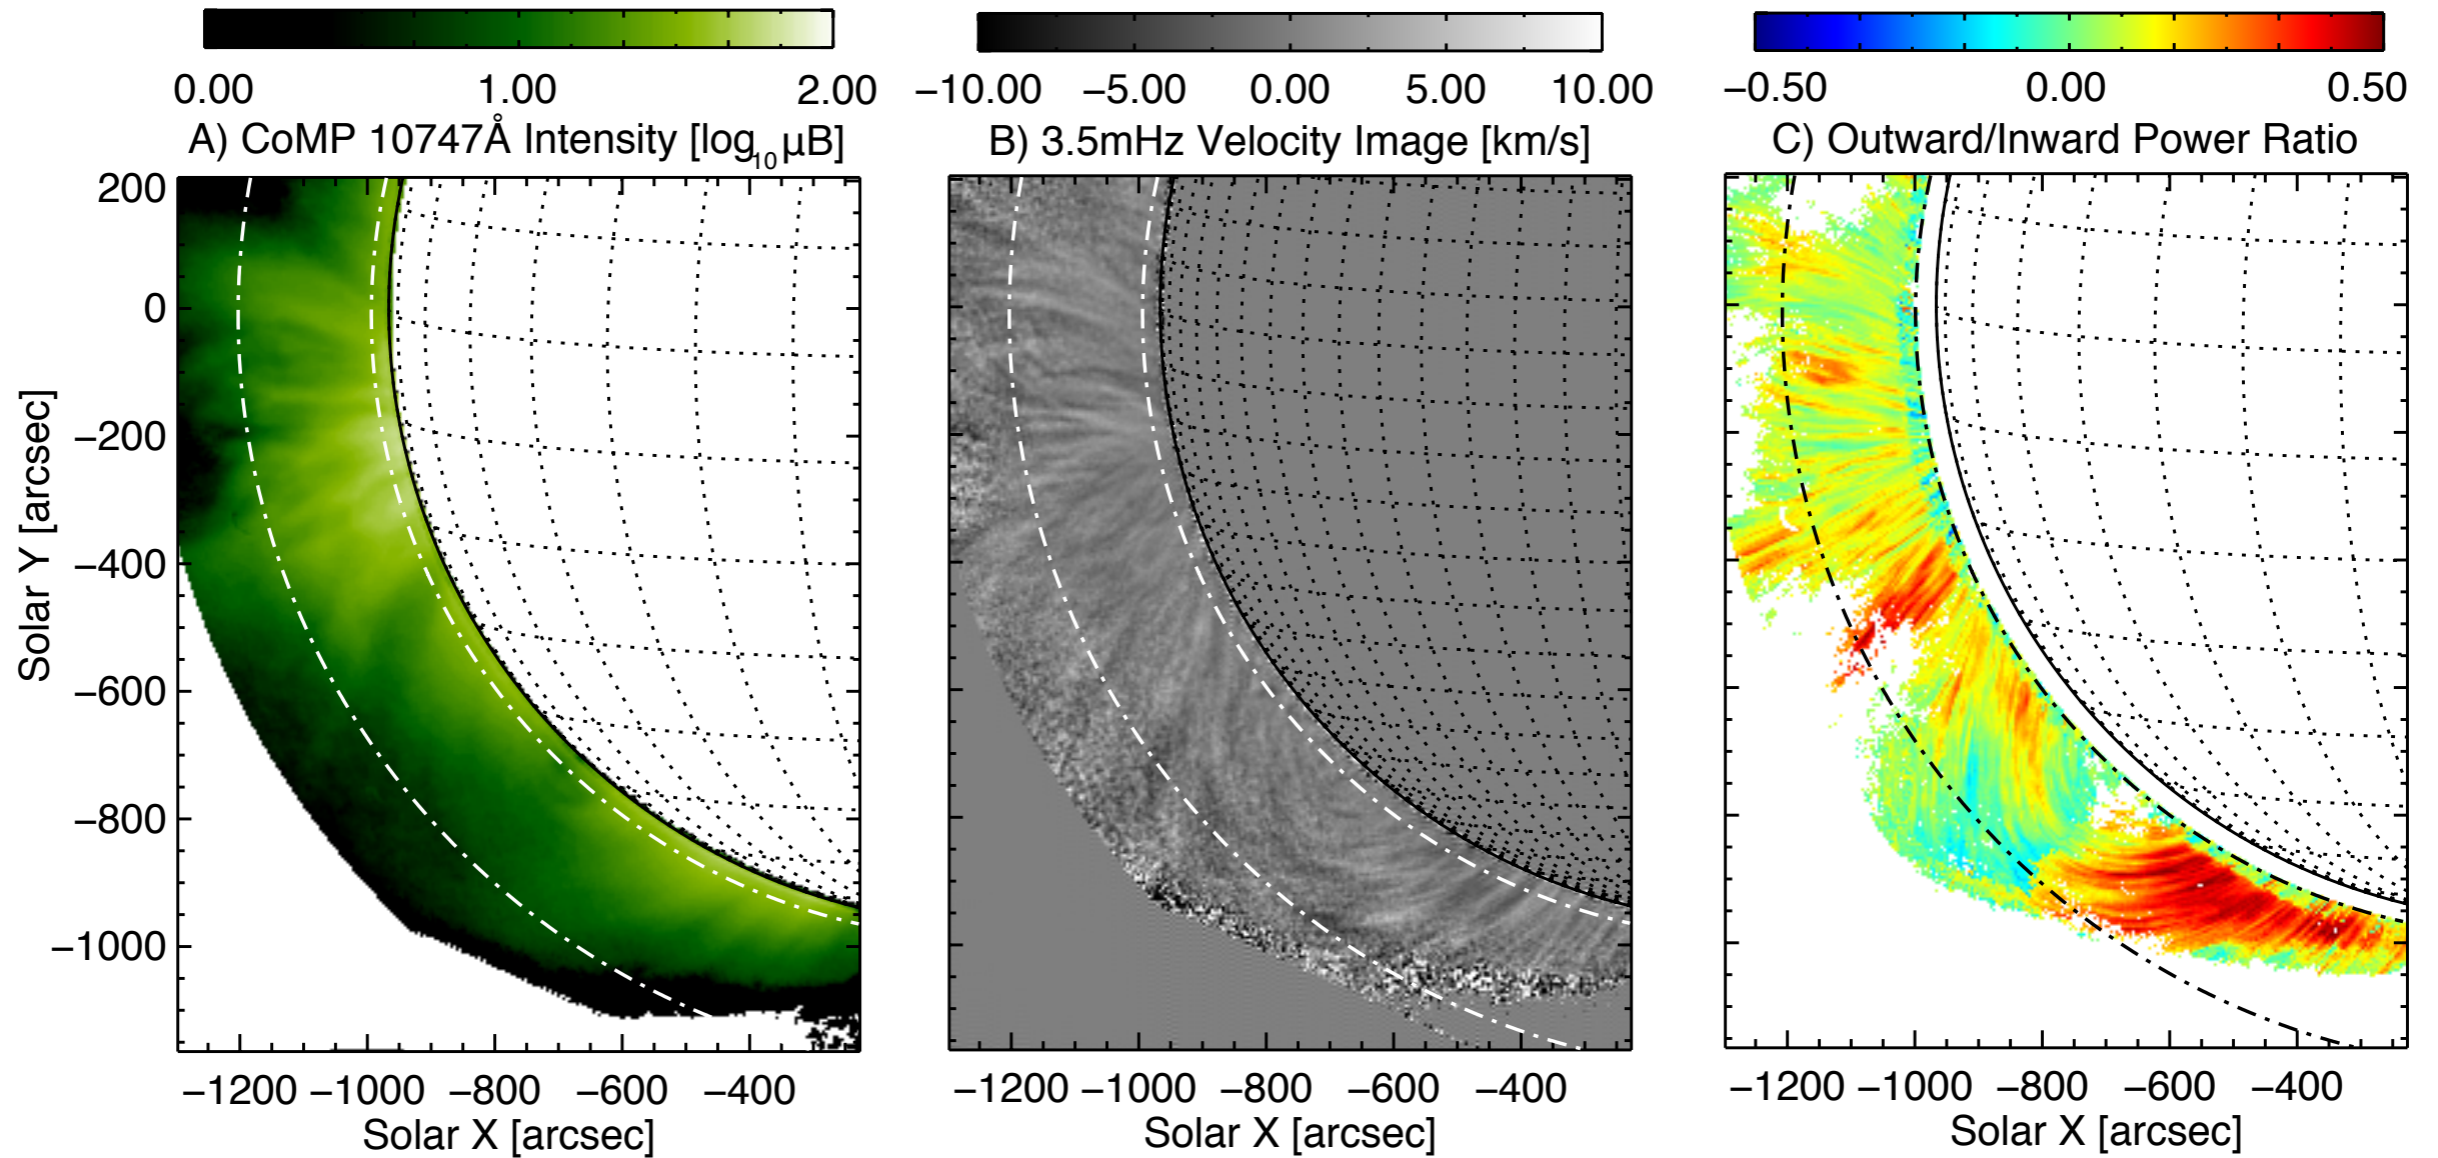 0.00 1.00 2.00
A) CoMP 10747Å Intensity [log10 µB]
−10.00 −5.00 0.00 5.00 10.00
B) 3.5mHz Velocity Image [km/s]
−0.50 0.00 0.50
C) Outward/Inward Power Ratio
Solar Y [arcsec]
200
0
−200
−400
−600
−800
−1000
−1200 −1000 −800 −600 −400
Solar X [arcsec]
−1200 −1000 −800 −600 −400
Solar X [arcsec]
−1200 −1000 −800 −600 −400
Solar X [arcsec]